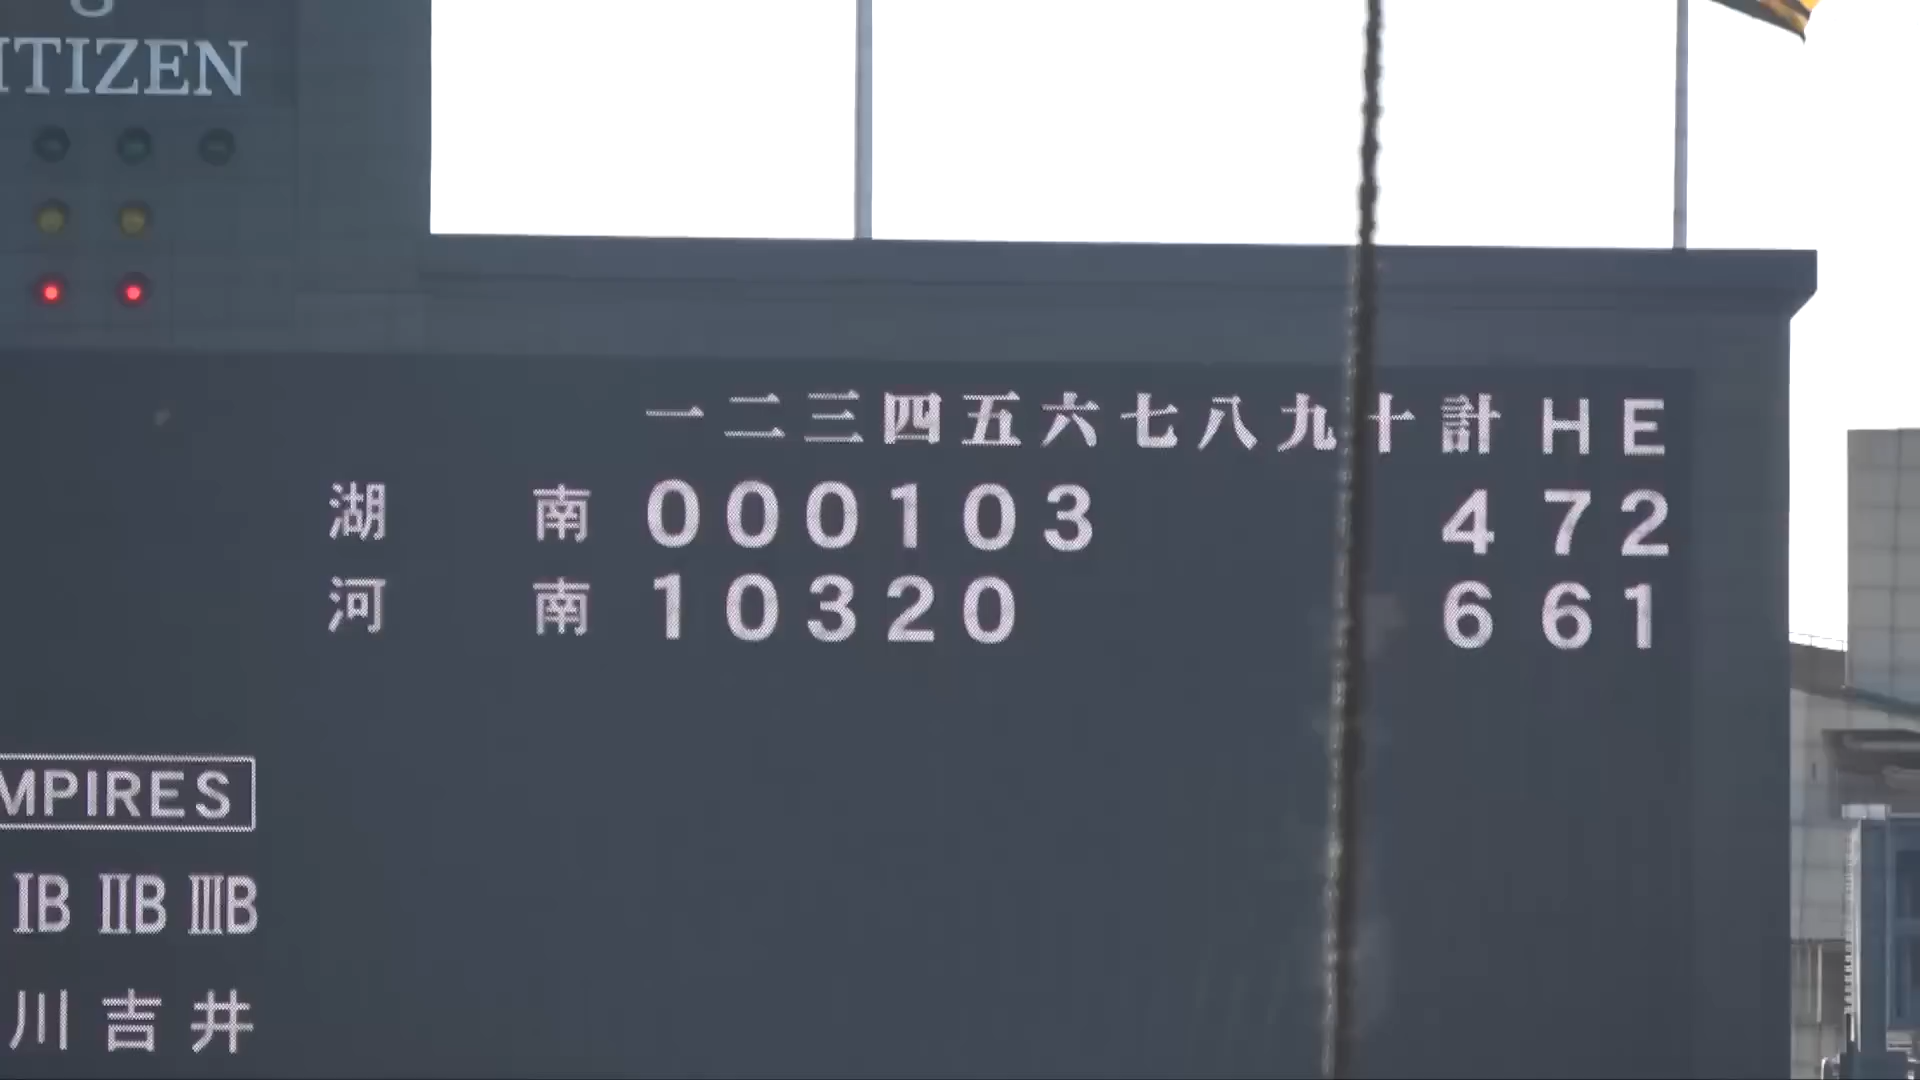 ITIZEN
一 二 三 四 五 六 七 八 九 十 計 H E
湖 南 0 0 0 1 0 3 4 7 2
河 南 1 0 3 2 0 6 6 1
MPIRES
IB IIB IIIB
川 吉 井